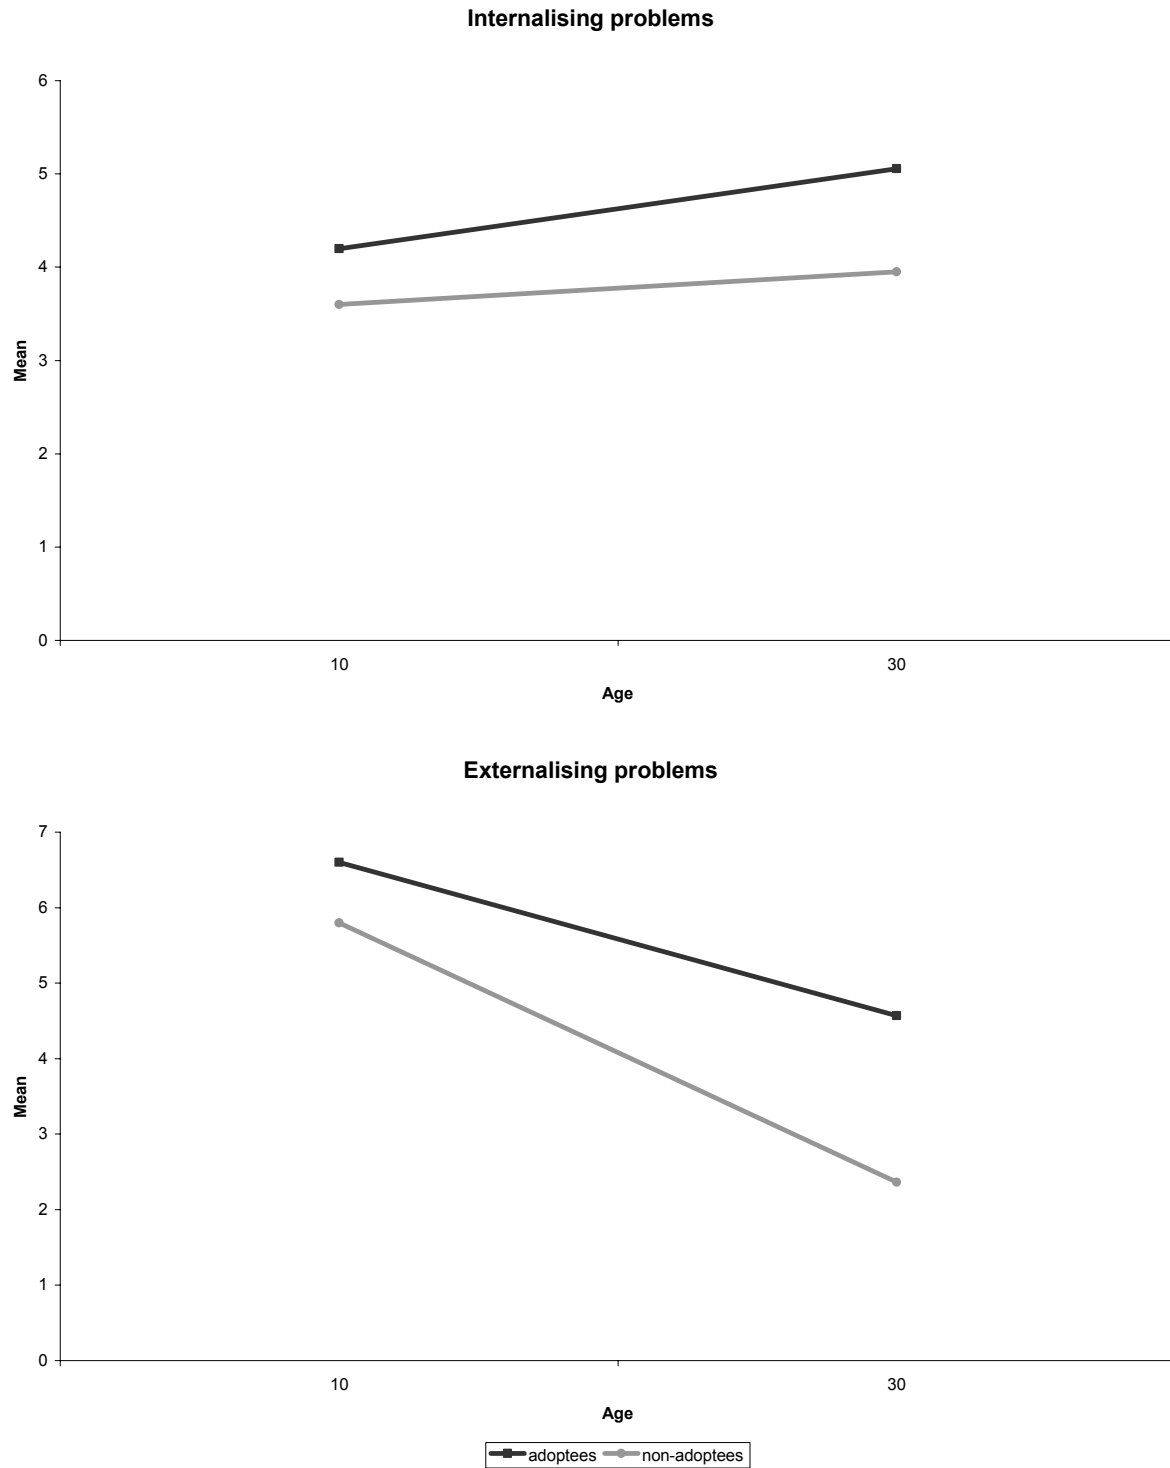 Internalising problems
6
5
4
3
2
1
0
Mean
10 30
Age
Externalising problems
7
6
5
4
3
2
1
0
Mean
10 30
Age
adoptees non-adoptees